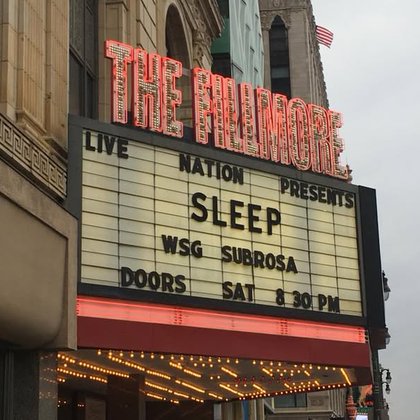 THE FILLMORE
LIVE NATION PRESENTS
SLEEP
WSG SUBROSA
DOORS SAT 8 30 PM